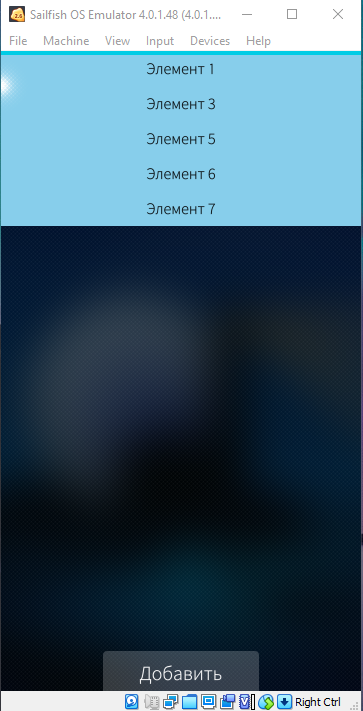 Sailfish OS Emulator 4.0.1.48 (4.0.1....
File Machine View Input Devices Help
Элемент 1
Элемент 3
Элемент 5
Элемент 6
Элемент 7
Добавить
Right Ctrl